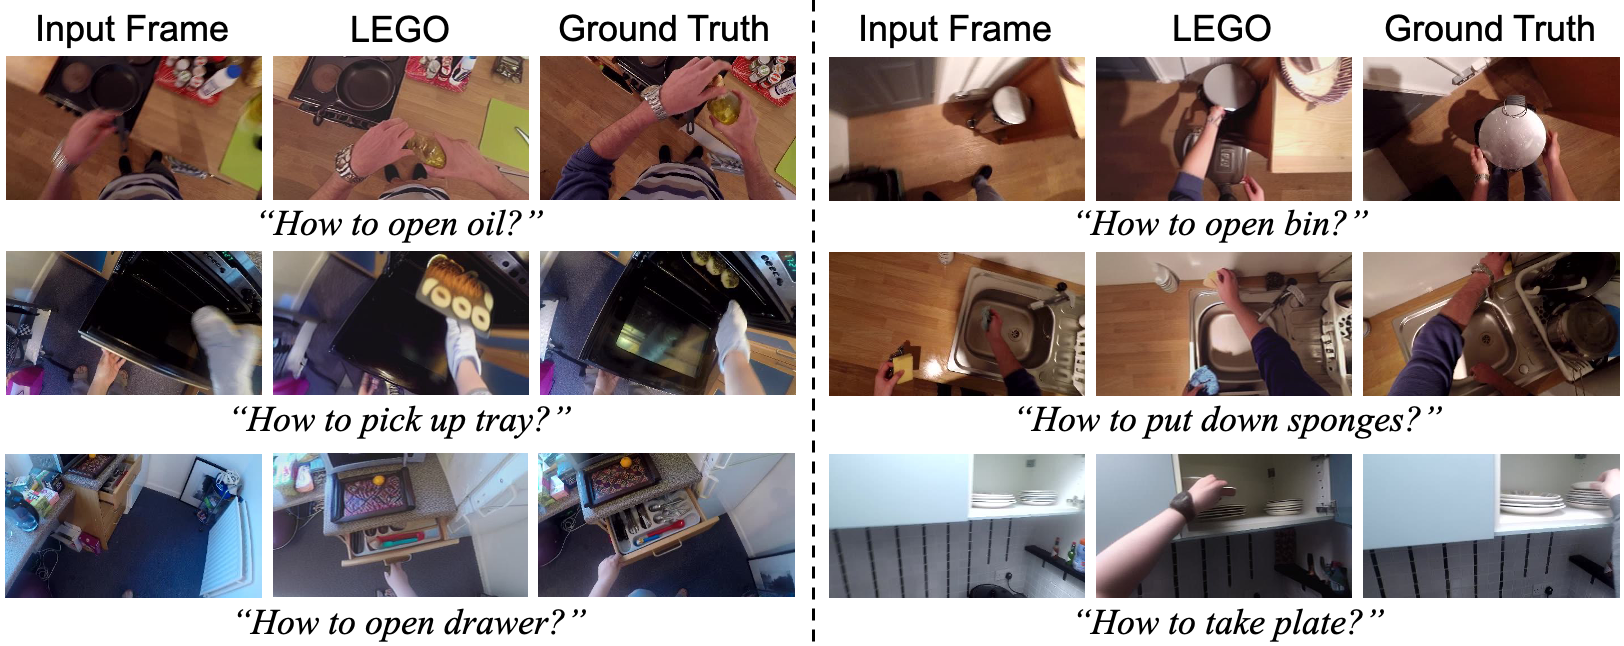 Input Frame LEGO Ground Truth Input Frame LEGO Ground Truth
“How to open oil?” “How to open bin?”
“How to pick up tray?” “How to put down sponges?”
“How to open drawer?” “How to take plate?”